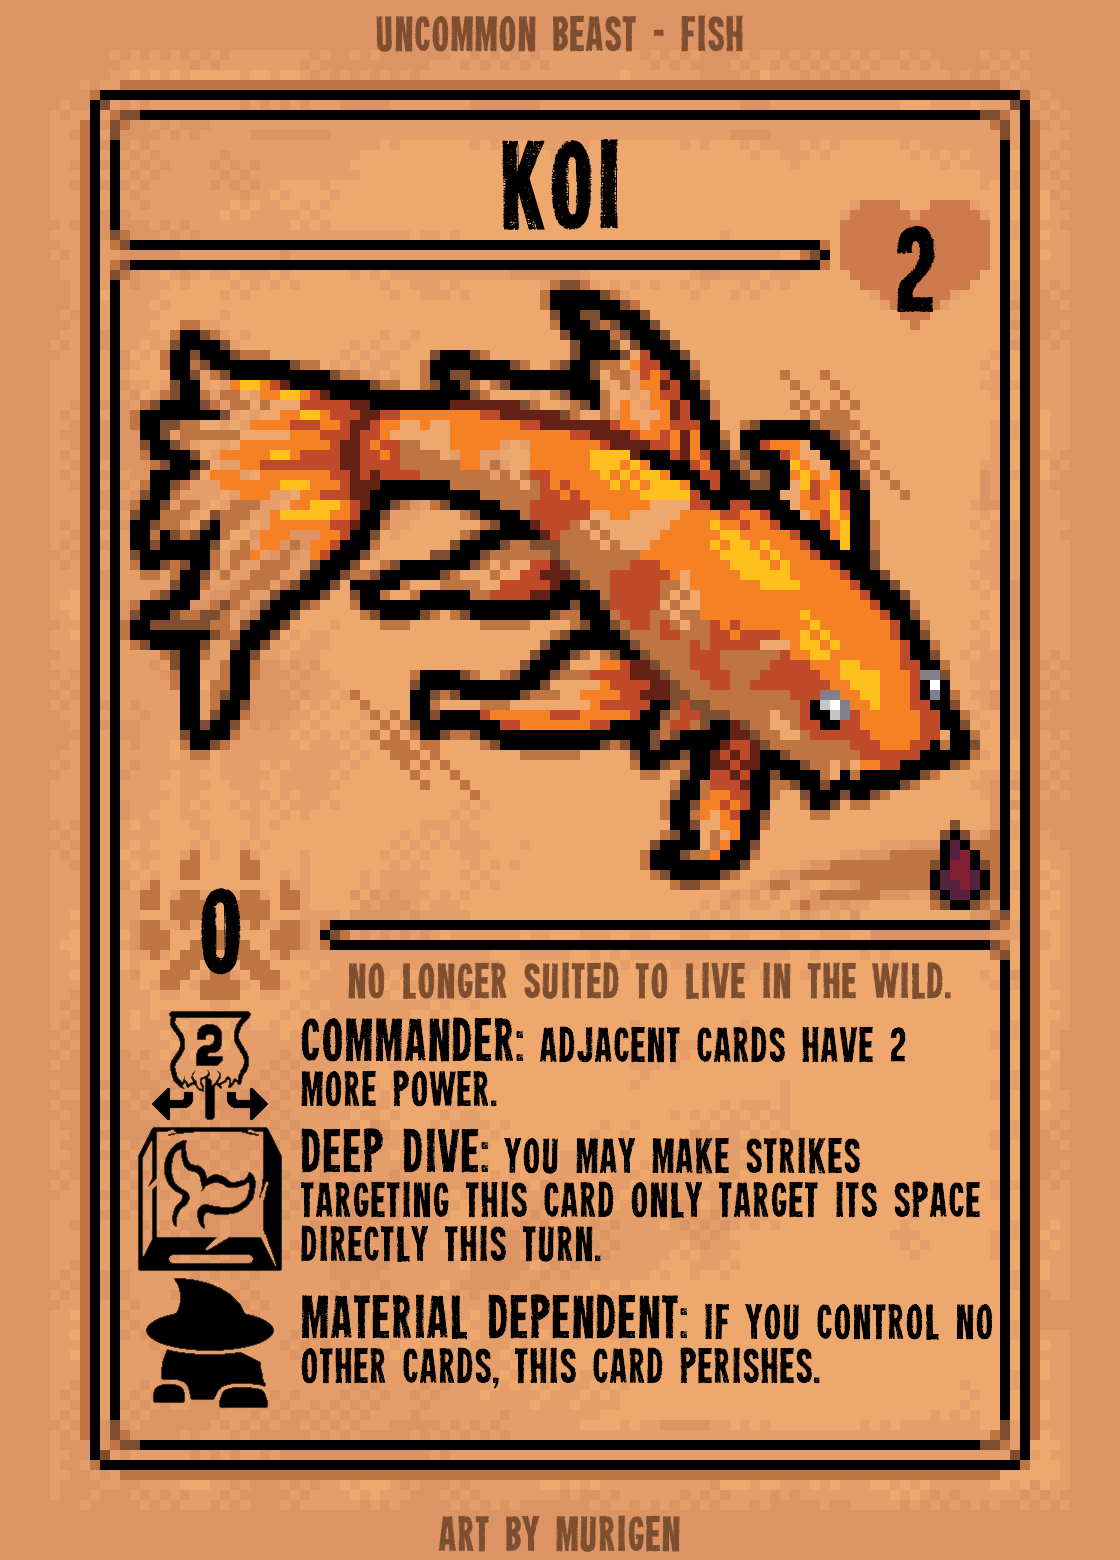 UNCOMMON BEAST - FISH
KOI
2
0
NO LONGER SUITED TO LIVE IN THE WILD.
2
COMMANDER: ADJACENT CARDS HAVE 2
MORE POWER.
DEEP DIVE: YOU MAY MAKE STRIKES
TARGETING THIS CARD ONLY TARGET ITS SPACE
DIRECTLY THIS TURN.
MATERIAL DEPENDENT: IF YOU CONTROL NO
OTHER CARDS, THIS CARD PERISHES.
ART BY MURIGEN